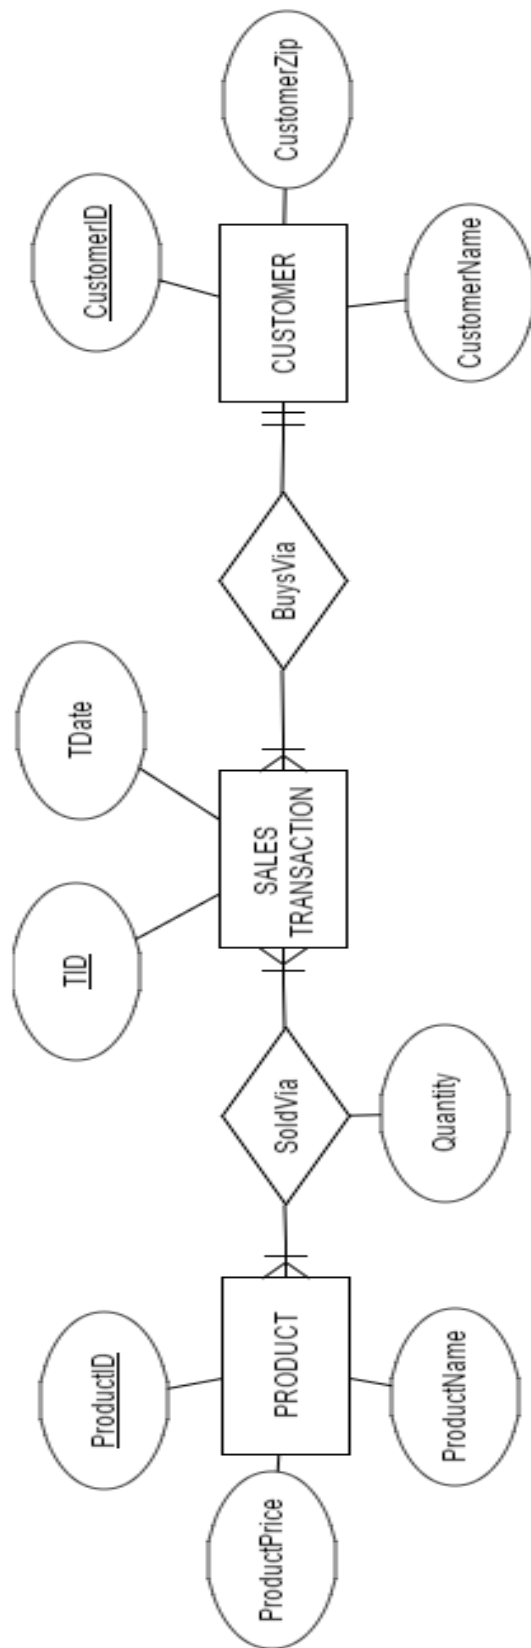 ProductID
TID
TDate
CustomerID
ProductPrice
PRODUCT
SoldVia
SALES
TRANSACTION
BuysVia
CUSTOMER
CustomerZip
ProductName
Quantity
CustomerName